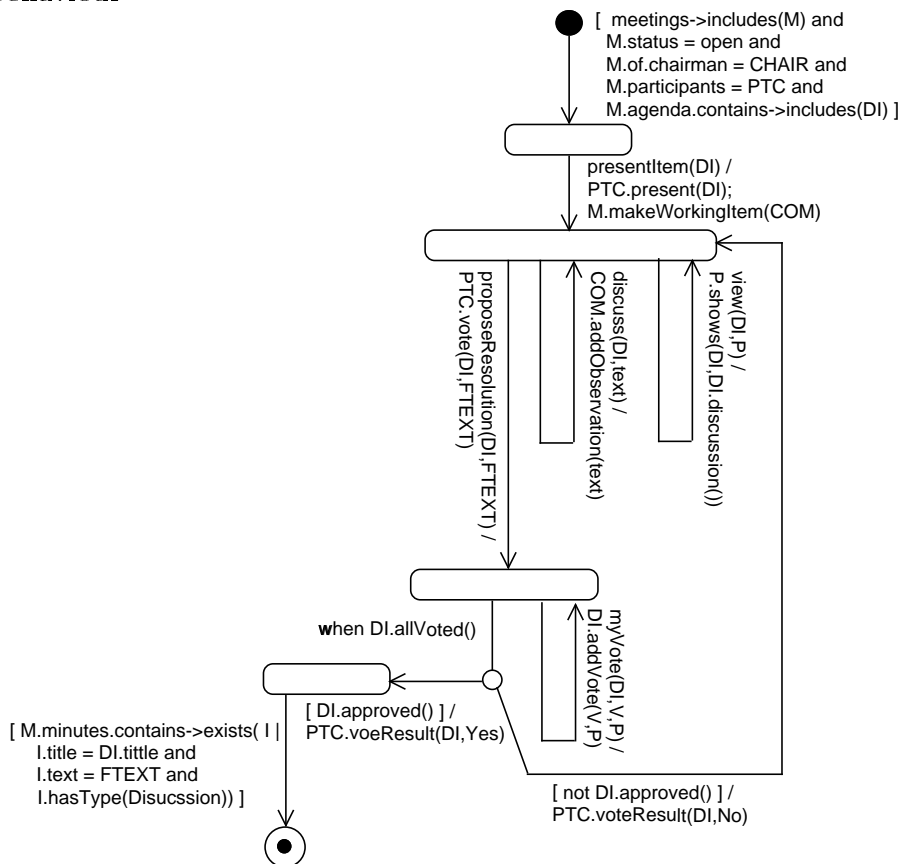 [ meetings->includes(M) and
M.status = open and
M.of.chairman = CHAIR and
M.participants = PTC and
M.agenda.contains->includes(DI) ]
presentItem(DI) /
PTC.present(DI);
M.makeWorkingItem(COM)
proposeResolution(DI,FTEXT) /
PTC.vote(DI,FTEXT)
discuss(DI,text) /
COM.addObservation(text)
view(DI,P) /
P.shows(DI,DI.discussion())
when DI.allVoted()
myVote(DI,V,P) /
DI.addVote(V,P)
[ DI.approved() ] /
PTC.voeResult(DI,Yes)
[ M.minutes.contains->exists( I |
I.title = DI.tittle and
I.text = FTEXT and
I.hasType(Disucssion)) ]
[ not DI.approved() ] /
PTC.voteResult(DI,No)